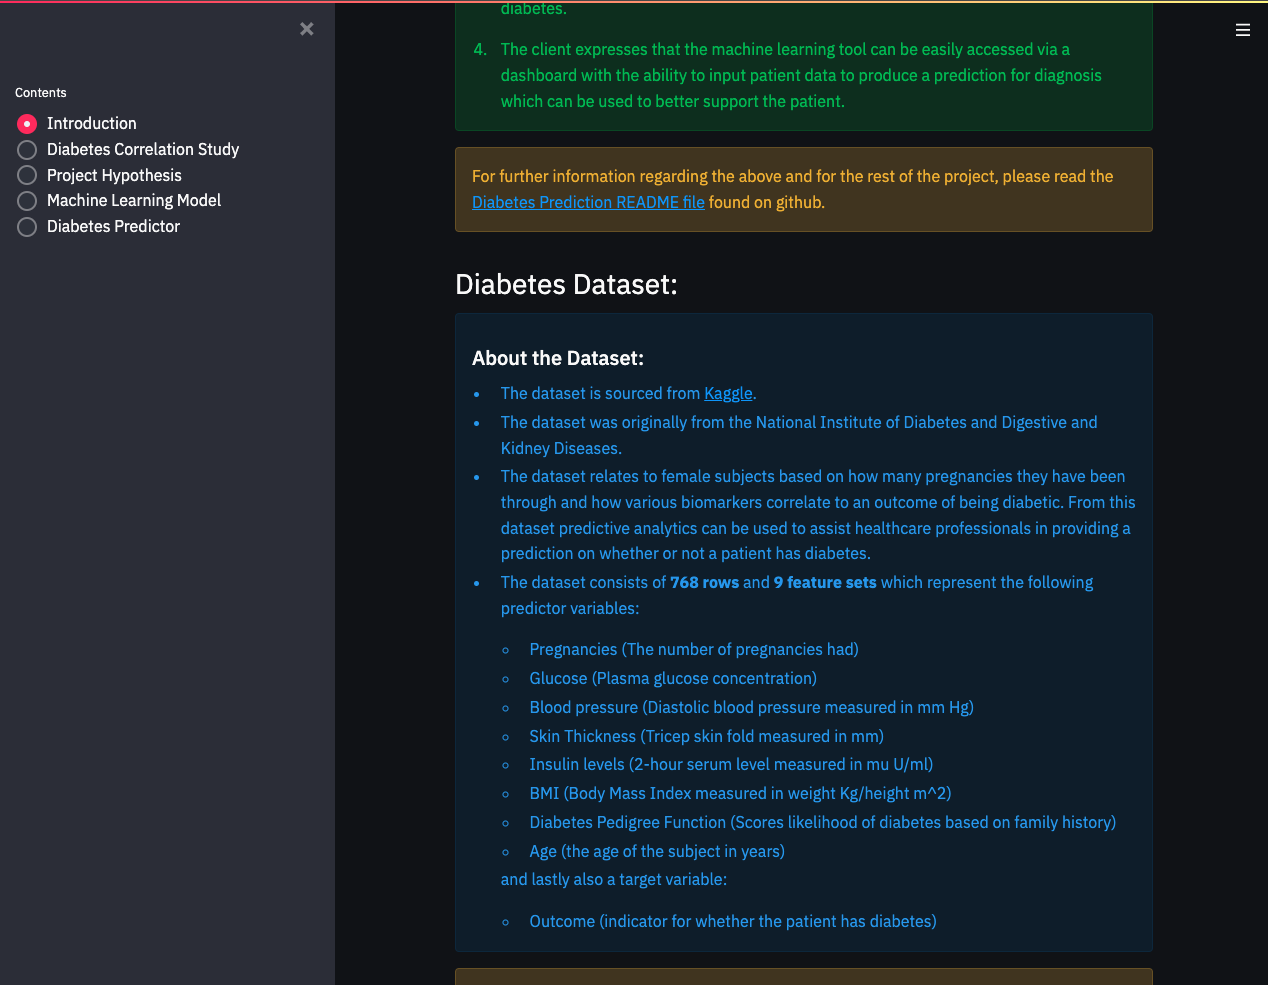 Contents
Introduction
Diabetes Correlation Study
Project Hypothesis
Machine Learning Model
Diabetes Predictor
diabetes.
4. The client expresses that the machine learning tool can be easily accessed via a
dashboard with the ability to input patient data to produce a prediction for diagnosis
which can be used to better support the patient.
For further information regarding the above and for the rest of the project, please read the
Diabetes Prediction README file found on github.
Diabetes Dataset:
About the Dataset:
• The dataset is sourced from Kaggle.
• The dataset was originally from the National Institute of Diabetes and Digestive and
Kidney Diseases.
• The dataset relates to female subjects based on how many pregnancies they have been
through and how various biomarkers correlate to an outcome of being diabetic. From this
dataset predictive analytics can be used to assist healthcare professionals in providing a
prediction on whether or not a patient has diabetes.
• The dataset consists of 768 rows and 9 feature sets which represent the following
predictor variables:
◦ Pregnancies (The number of pregnancies had)
◦ Glucose (Plasma glucose concentration)
◦ Blood pressure (Diastolic blood pressure measured in mm Hg)
◦ Skin Thickness (Tricep skin fold measured in mm)
◦ Insulin levels (2-hour serum level measured in mu U/ml)
◦ BMI (Body Mass Index measured in weight Kg/height m^2)
◦ Diabetes Pedigree Function (Scores likelihood of diabetes based on family history)
◦ Age (the age of the subject in years)
and lastly also a target variable:
◦ Outcome (indicator for whether the patient has diabetes)